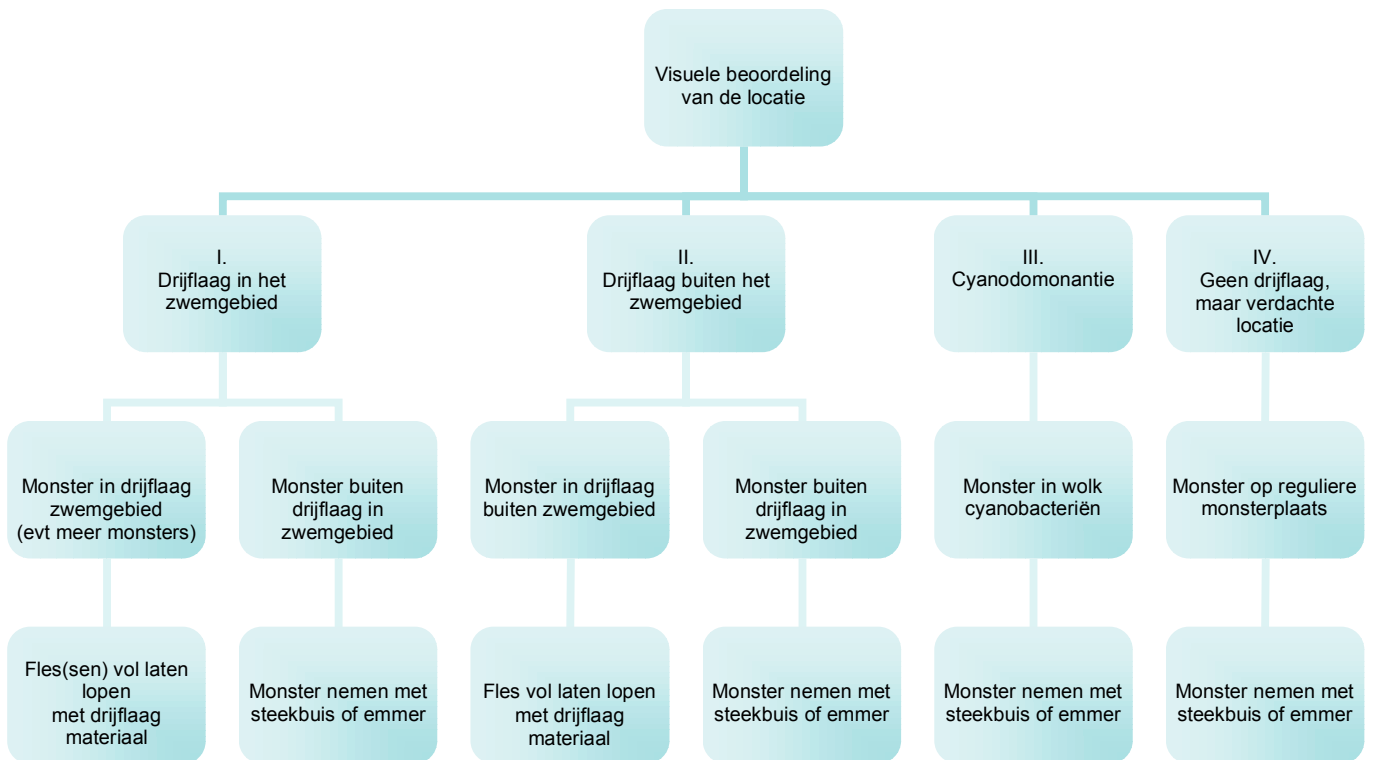 Visuele beoordeling
van de locatie
I.
Drijflaag in het
zwemgebied
II.
Drijflaag buiten het
zwemgebied
III.
Cyanodomonantie
IV.
Geen drijflaag,
maar verdachte
locatie
Monster in drijflaag
zwemgebied
(evt meer monsters)
Monster buiten
drijflaag in
zwemgebied
Monster in drijflaag
buiten zwemgebied
Monster buiten
drijflaag in
zwemgebied
Monster in wolk
cyanobacteriën
Monster op reguliere
monsterplaats
Fles(sen) vol laten
lopen
met drijflaag
materiaal
Monster nemen met
steekbuis of emmer
Fles vol laten lopen
met drijflaag
materiaal
Monster nemen met
steekbuis of emmer
Monster nemen met
steekbuis of emmer
Monster nemen met
steekbuis of emmer